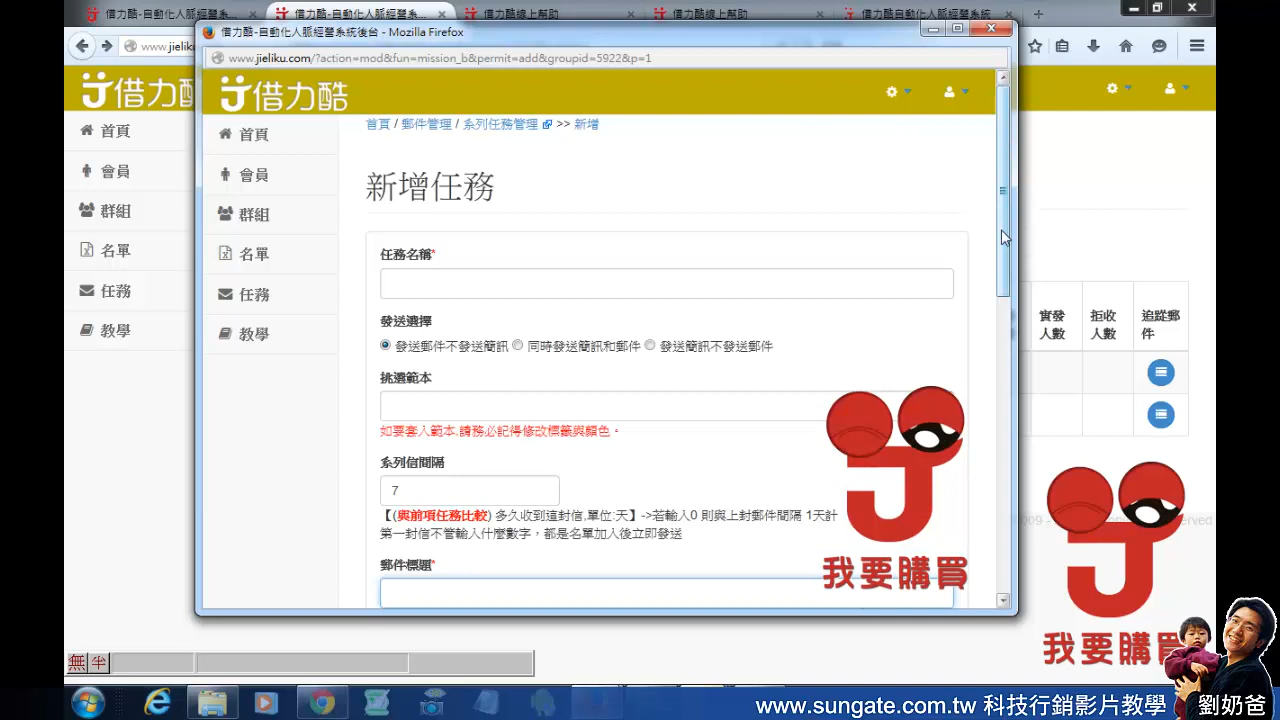 借力酷-自動化人脈經營系...
借力酷-自動化人脈經營系...
借力酷線上幫助
借力酷線上幫助
借力酷-自動化人脈經營系統
借力酷-自動化人脈經營系統後台 - Mozilla Firefox
www.jieliku
www.jieliku.com/?action=mod&fun=mission_b&permit=add&groupid=5922&p=1
借力酷
借力酷
首頁
會員
群組
名單
任務
教學
首頁
會員
群組
名單
任務
教學
首頁 / 郵件管理 / 系列任務管理 >> 新增
新增任務
任務名稱*
發送選擇
發送郵件不發送簡訊 同時發送簡訊和郵件 發送簡訊不發送郵件
挑選範本
如要套入範本,請務必記得修改標籤與顏色。
系列信間隔
7
【(與前項任務比較) 多久收到這封信,單位:天】->若輸入0 則與上封郵件間隔 1天計
第一封信不管輸入什麼數字，都是名單加入後立即發送
郵件標題*
我要購買
實發人數
拒收人數
追蹤郵件
我要購買
無 半
www.sungate.com.tw 科技行銷影片教學
劉奶爸